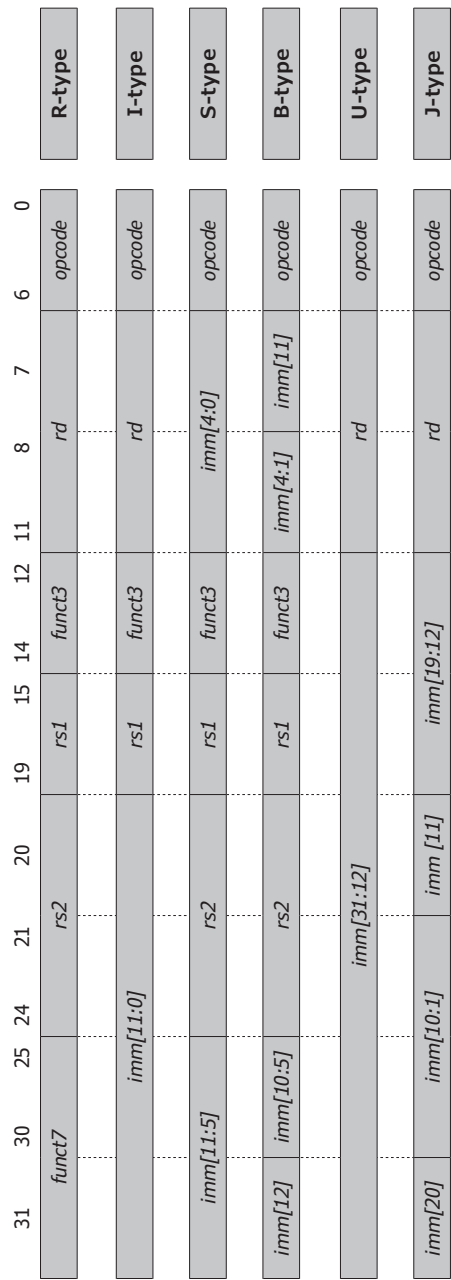 31 30 25 24 21 20 19 15 14 12 11 8 7 6 0
funct7 rs2 rs1 funct3 rd opcode R-type
imm[11:0] rs1 funct3 rd opcode I-type
imm[11:5] rs2 rs1 funct3 imm[4:0] opcode S-type
imm[12] imm[10:5] rs2 rs1 funct3 imm[4:1] imm[11] opcode B-type
imm[31:12] rd opcode U-type
imm[20] imm[10:1] imm [11] imm[19:12] rd opcode J-type